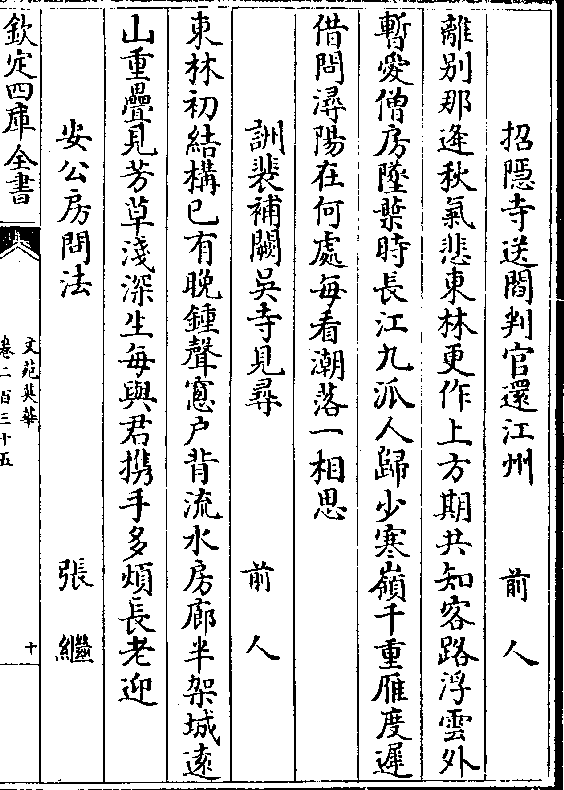 招隱寺送閻判官還江州　前人
離别那逢秋氣悲東林更作上方期共知客路浮雲外
暫愛僧房墜葉時長江九派人歸少寒嶺千重雁度遲
借問潯陽在何處每看潮落一相思
訓裴補闕吳寺見尋　前人
東林初結構已有晚鍾聲窻户背流水房廊半架城遠
山重疊見芳草淺深生每與君携手多煩長老迎
安公房問法　張繼
欽定四庫全書
文苑英華
卷二百三十五
十